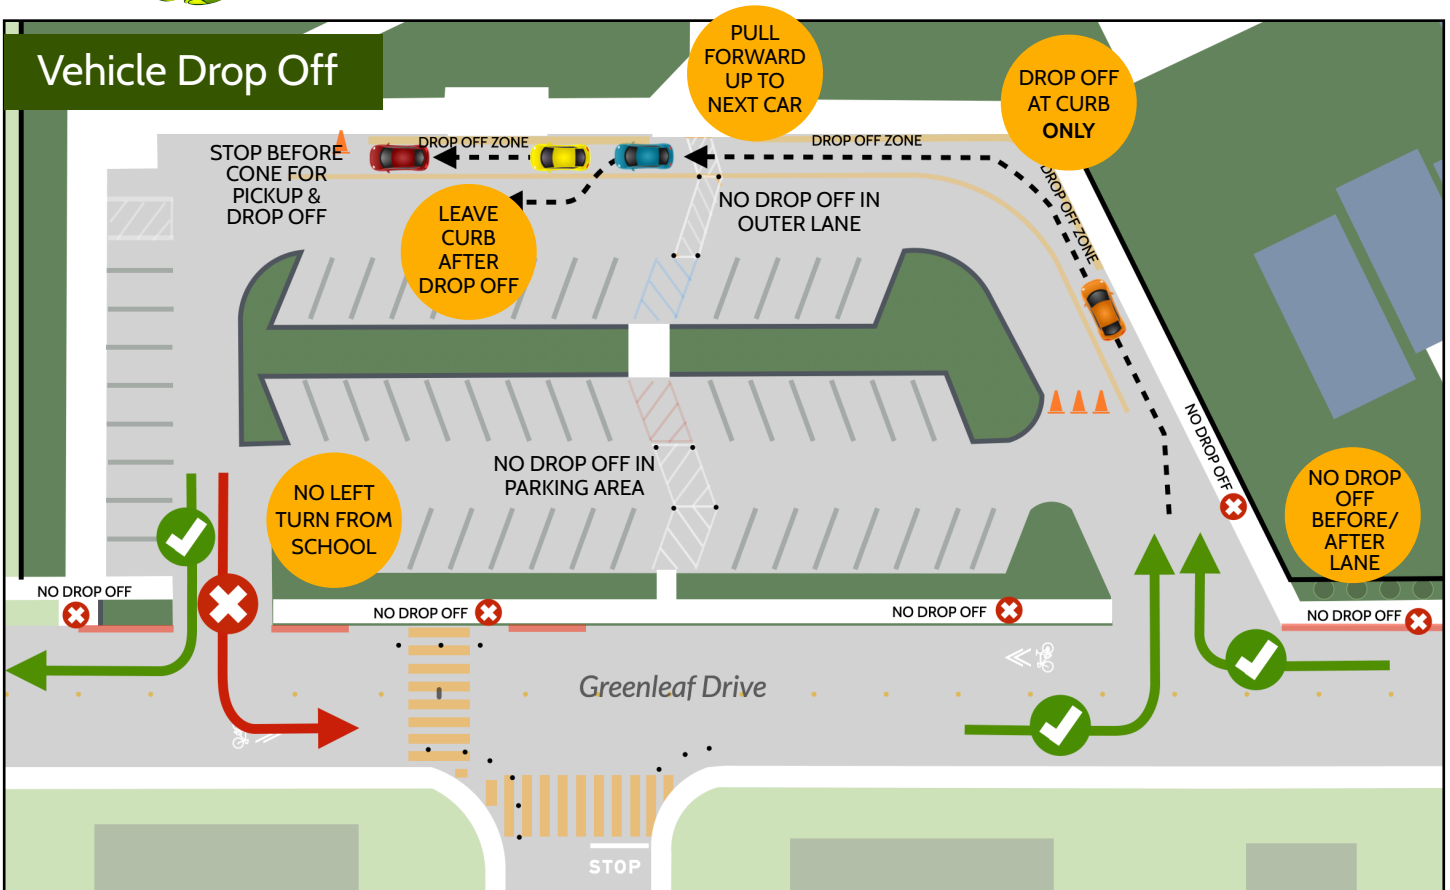 Vehicle Drop Off
PULL
FORWARD
UP TO
NEXT CAR
DROP OFF
AT CURB
ONLY
DROP OFF ZONE
DROP OFF ZONE
DROP OFF ZONE
STOP BEFORE
CONE FOR
PICKUP &
DROP OFF
LEAVE
CURB
AFTER
DROP OFF
NO DROP OFF IN
OUTER LANE
NO DROP OFF IN
PARKING AREA
NO DROP OFF
NO LEFT
TURN FROM
SCHOOL
NO DROP
OFF
BEFORE/
AFTER
LANE
NO DROP OFF
NO DROP OFF
NO DROP OFF
NO DROP OFF
Greenleaf Drive
STOP